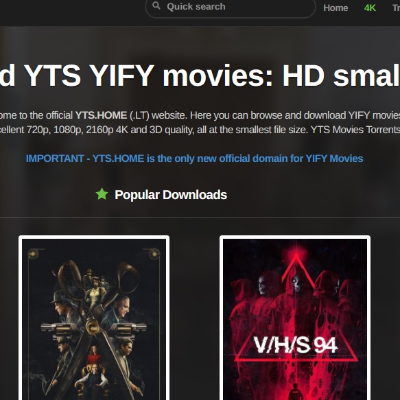 Quick search
Home 4K
d YTS YIFY movies: HD smal
ome to the official YTS.HOME (.LT) website. Here you can browse and download YIFY movies
cellent 720p, 1080p, 2160p 4K and 3D quality, all at the smallest file size. YTS Movies Torrents
IMPORTANT - YTS.HOME is the only new official domain for YIFY Movies
Popular Downloads
V/H/S 94